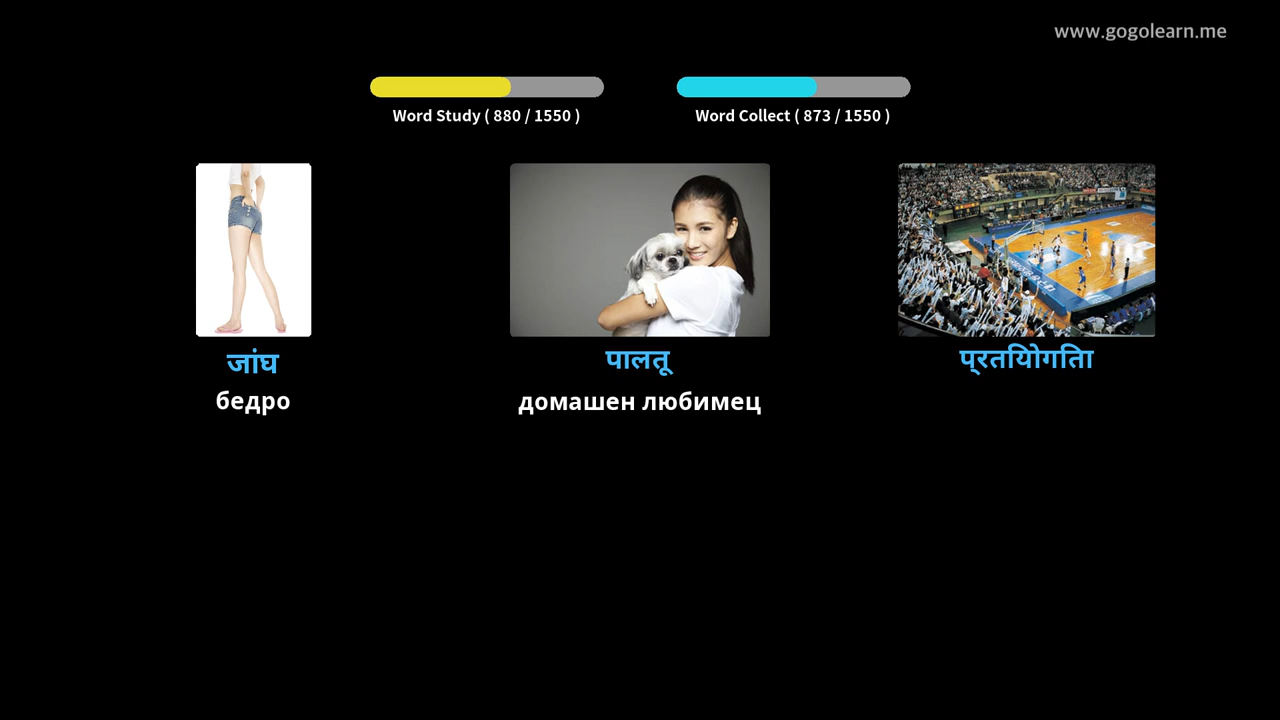 www.gogolearn.me
Word Study ( 880 / 1550 )
Word Collect ( 873 / 1550 )
जांघ
पालतू
प्रतियोगिता
бедро
домашен любимец